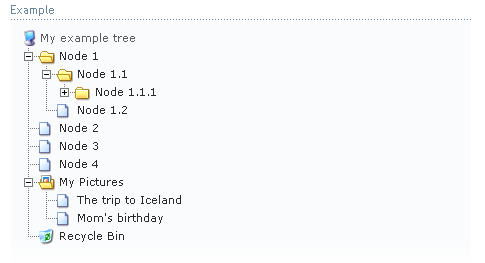 Example
My example tree
Node 1
Node 1.1
Node 1.1.1
Node 1.2
Node 2
Node 3
Node 4
My Pictures
The trip to Iceland
Mom's birthday
Recycle Bin